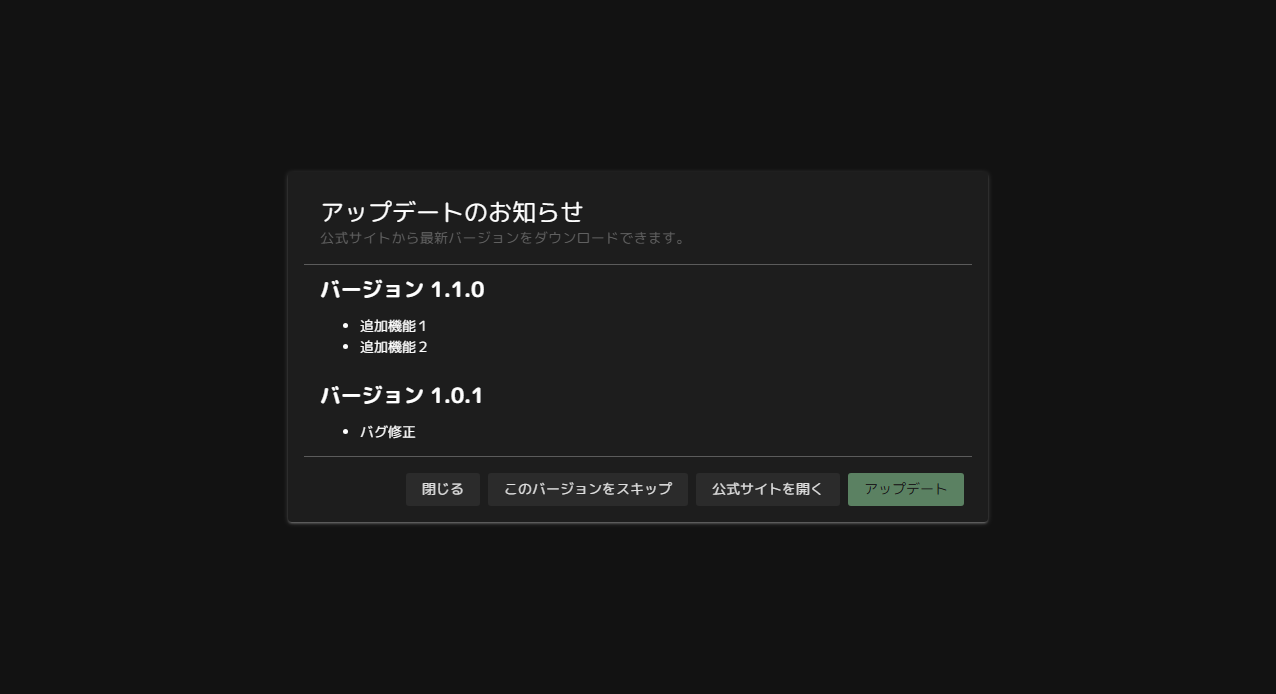 アップデートのお知らせ
公式サイトから最新バージョンをダウンロードできます。
バージョン 1.1.0
• 追加機能１
• 追加機能２
バージョン 1.0.1
• バグ修正
閉じる このバージョンをスキップ 公式サイトを開く アップデート